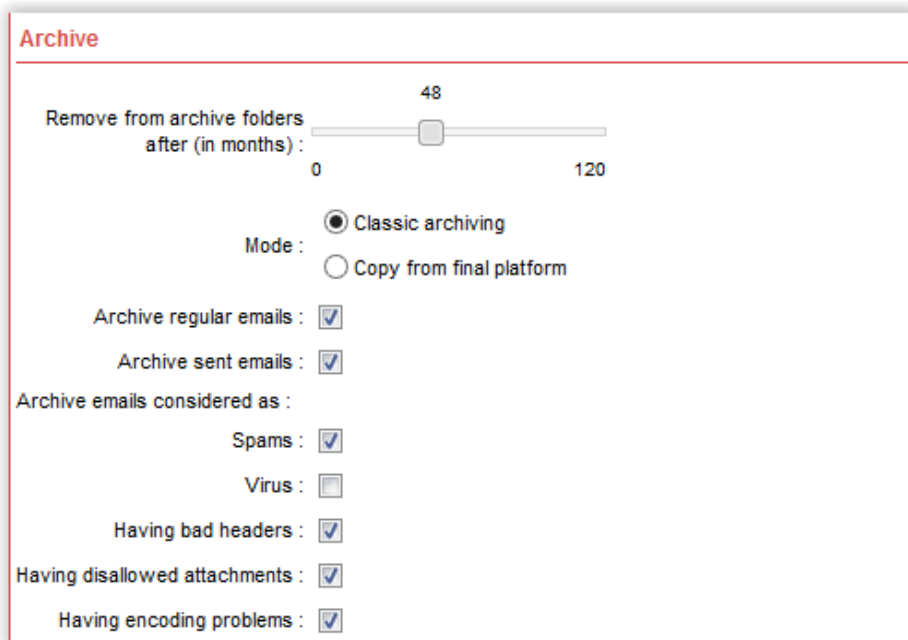 Archive
48
Remove from archive folders
after (in months) :
0 120
Mode :
Classic archiving
Copy from final platform
Archive regular emails :
Archive sent emails :
Archive emails considered as :
Spams :
Virus :
Having bad headers :
Having disallowed attachments :
Having encoding problems :